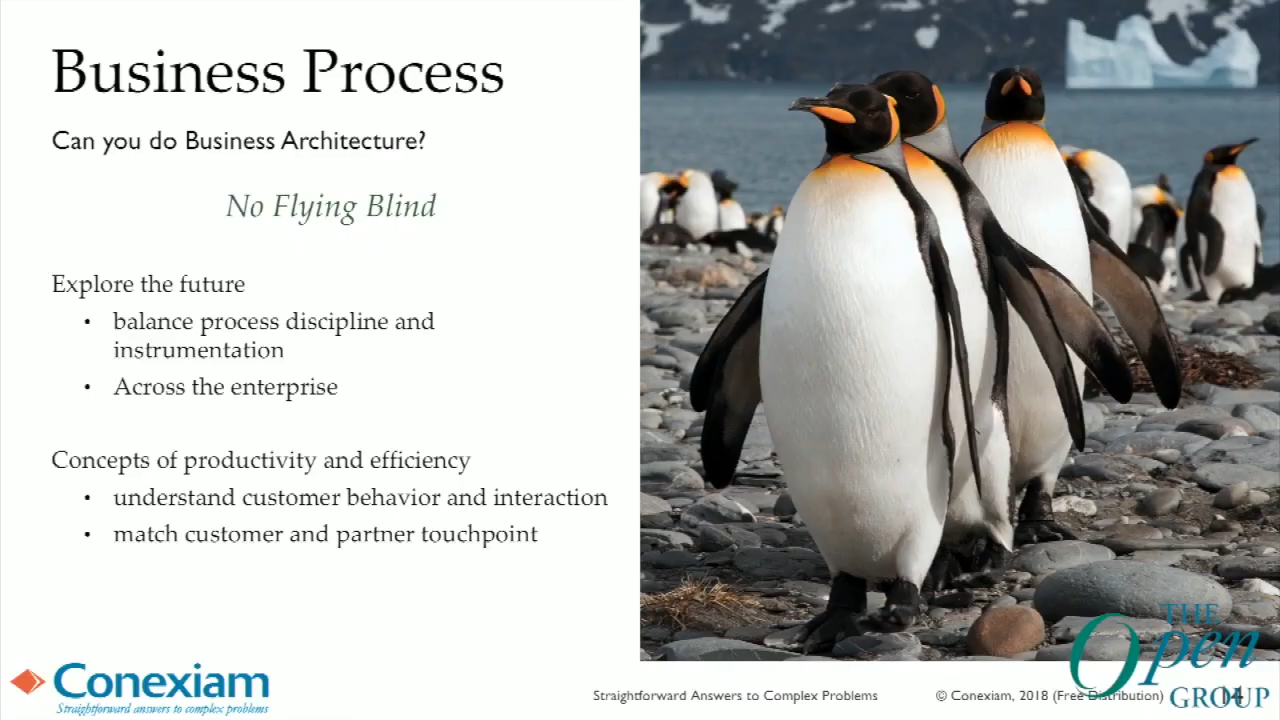 Business Process
Can you do Business Architecture?
No Flying Blind
Explore the future
• balance process discipline and
instrumentation
• Across the enterprise
Concepts of productivity and efficiency
• understand customer behavior and interaction
• match customer and partner touchpoint
Conexiam
Straightforward answers to complex problems
Straightforward Answers to Complex Problems
© Conexiam, 2018 (Free Distribution)
14
THE
Open
GROUP